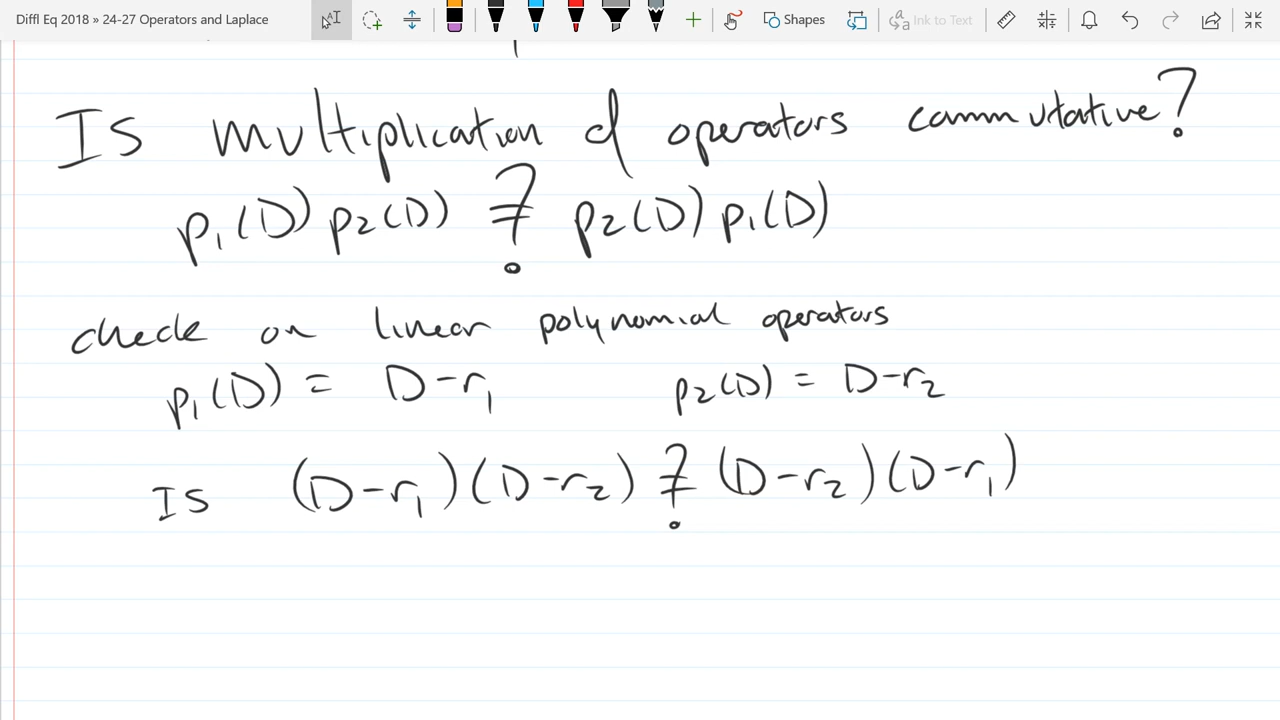 Diffl Eq 2018 » 24-27 Operators and Laplace
Shapes
Ink to Text
Is multiplication of operators commutative?
p₁(D) p₂(D) =? p₂(D) p₁(D)
check on linear polynomial operators
p₁(D) = D-r₁ p₂(D) = D-r₂
Is (D-r₁)(D-r₂) =? (D-r₂)(D-r₁)